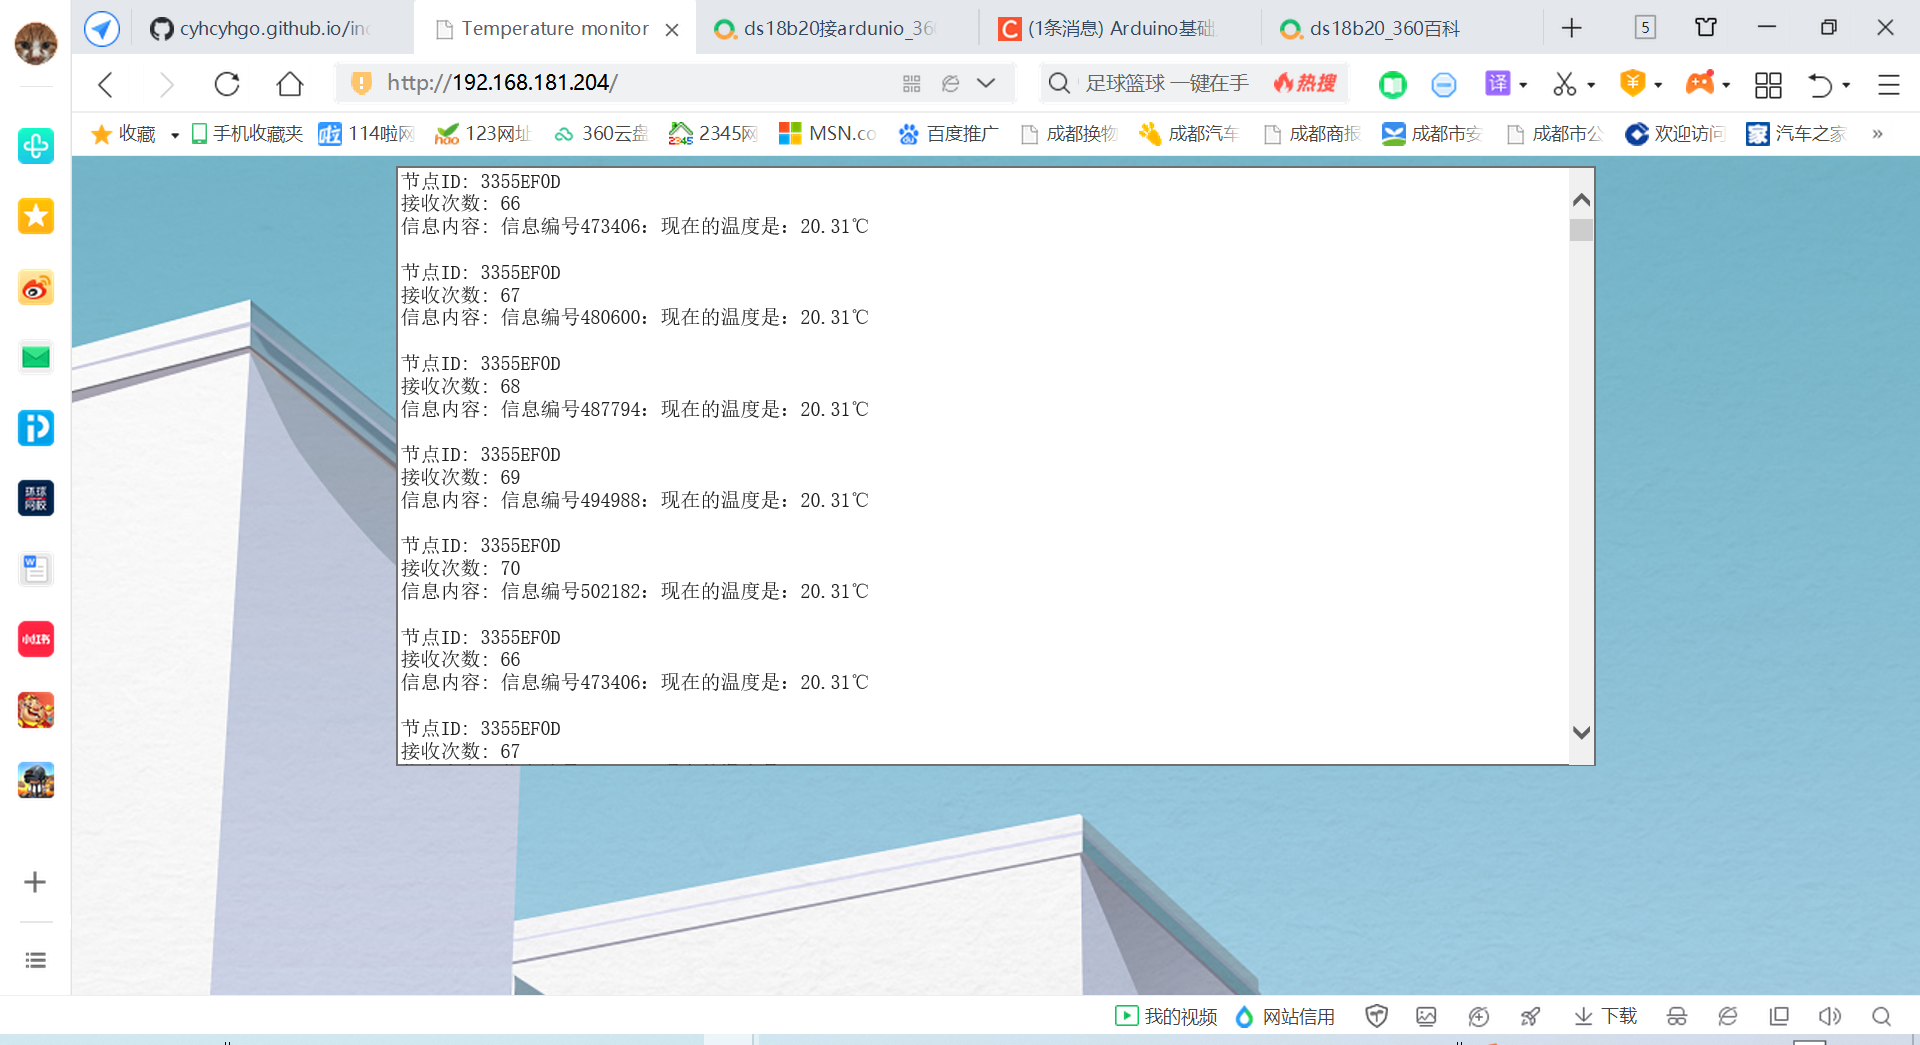 cyhcyhgo.github.io/in
Temperature monitor
ds18b20接ardunio_36
(1条消息) Arduino基础
ds18b20_360百科
5
http://192.168.181.204/
足球篮球 一键在手
热搜
译
收藏
手机收藏夹
114啦网
123网址
360云盘
2345网
MSN.co
百度推广
成都换物
成都汽车
成都商报
成都市安
成都市公
欢迎访问
汽车之家
节点ID: 3355EF0D
接收次数: 66
信息内容: 信息编号473406: 现在的温度是: 20.31℃
节点ID: 3355EF0D
接收次数: 67
信息内容: 信息编号480600: 现在的温度是: 20.31℃
节点ID: 3355EF0D
接收次数: 68
信息内容: 信息编号487794: 现在的温度是: 20.31℃
节点ID: 3355EF0D
接收次数: 69
信息内容: 信息编号494988: 现在的温度是: 20.31℃
节点ID: 3355EF0D
接收次数: 70
信息内容: 信息编号502182: 现在的温度是: 20.31℃
节点ID: 3355EF0D
接收次数: 66
信息内容: 信息编号473406: 现在的温度是: 20.31℃
节点ID: 3355EF0D
接收次数: 67
环球
网校
小红书
我的视频
网站信用
下载